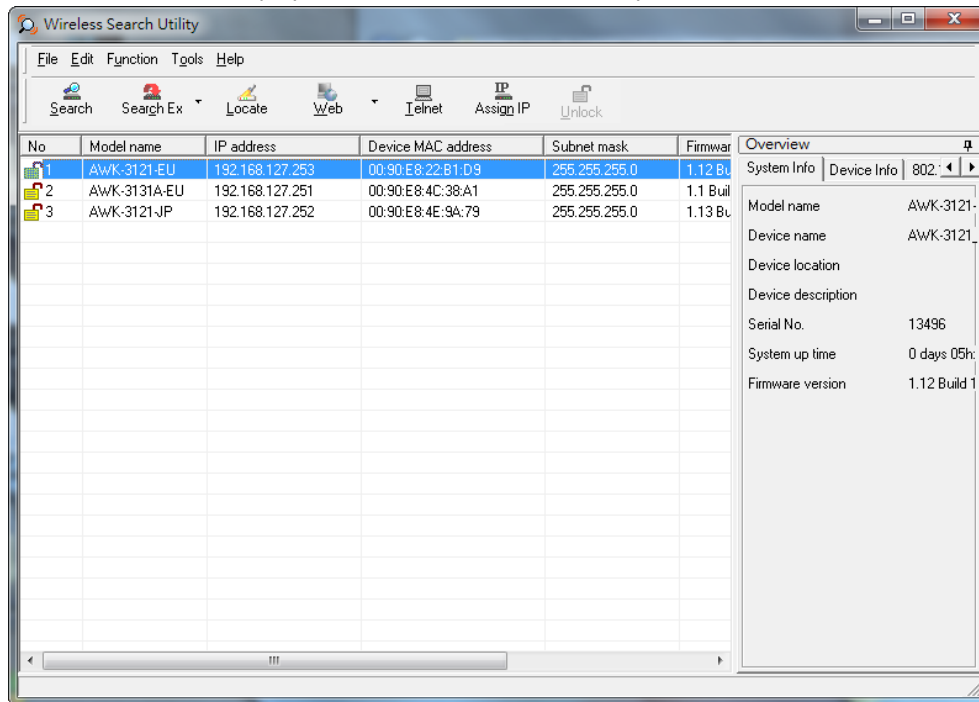 Wireless Search Utility
File Edit Function Tools Help
Search Search Ex Locate Web Telnet Assign IP Unlock
No Model name IP address Device MAC address Subnet mask Firmwar
1 AWK-3121-EU 192.168.127.253 00:90:E8:22:B1:D9 255.255.255.0 1.12 Bu
2 AWK-3131A-EU 192.168.127.251 00:90:E8:4C:38:A1 255.255.255.0 1.1 Buil
3 AWK-3121-JP 192.168.127.252 00:90:E8:4E:9A:79 255.255.255.0 1.13 Bu
Overview
System Info Device Info 802.
Model name AWK-3121-
Device name AWK-3121_
Device location
Device description
Serial No. 13496
System up time 0 days 05h:
Firmware version 1.12 Build 1